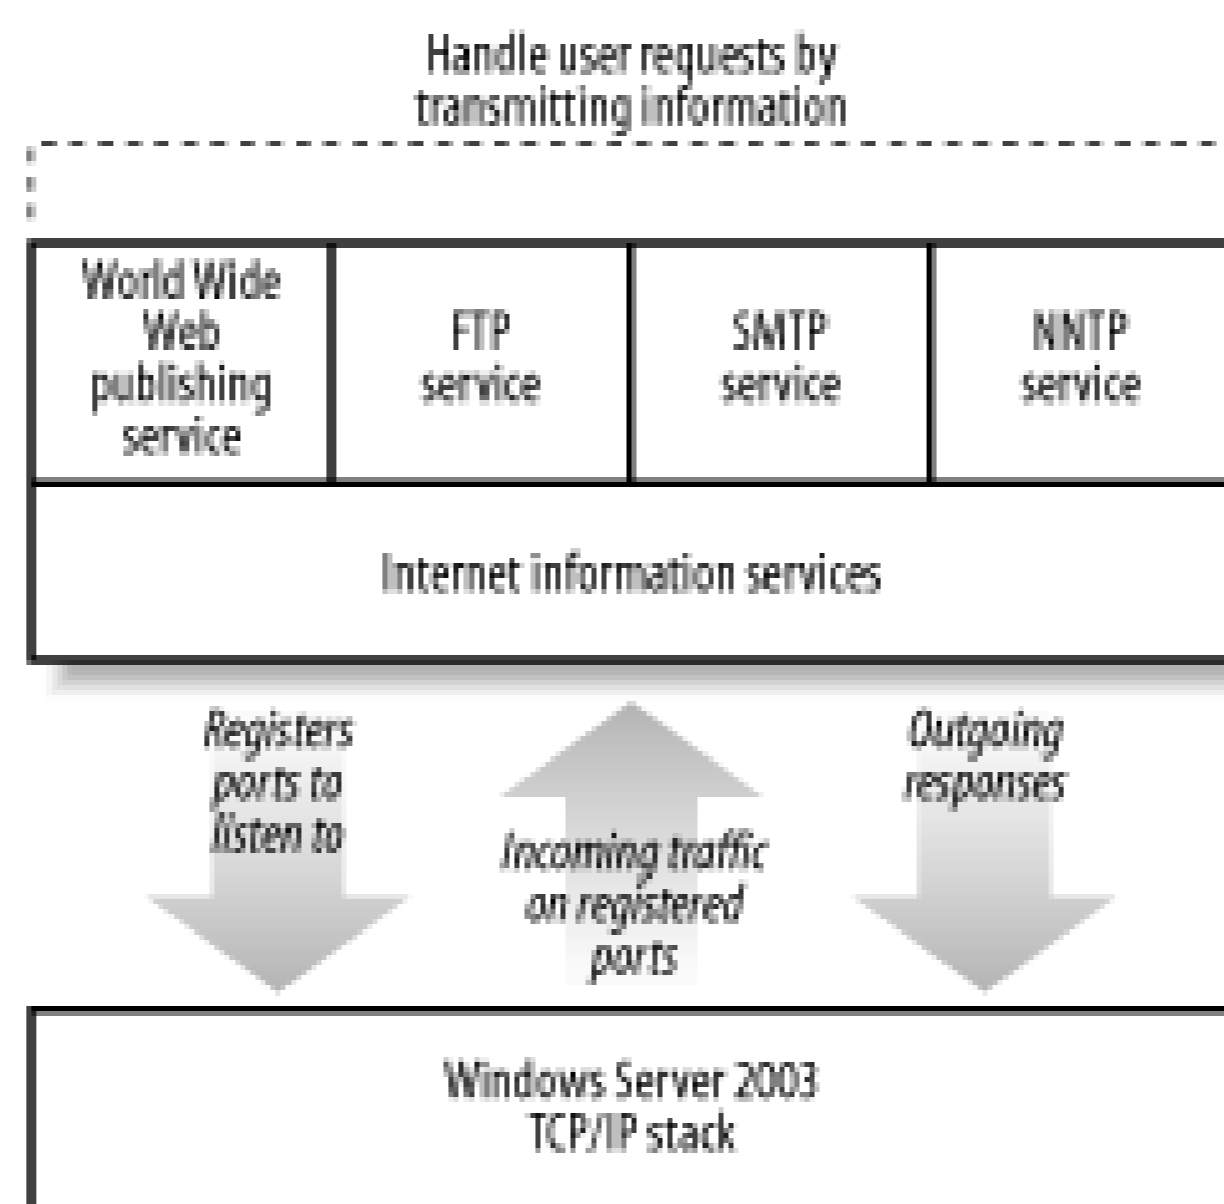 Handle user requests by
transmitting information
World Wide
Web
publishing
service
FTP
service
SMTP
service
NNTP
service
Internet information services
Registers
ports to
listen to
Incoming traffic
on registered
ports
Outgoing
responses
Windows Server 2003
TCP/IP stack